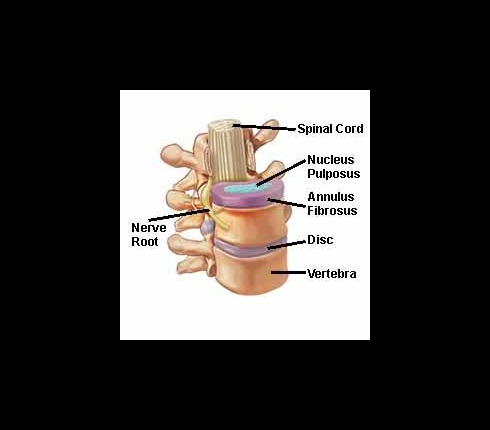 Spinal Cord
Nucleus
Pulposus
Annulus
Fibrosus
Nerve
Root
Disc
Vertebra